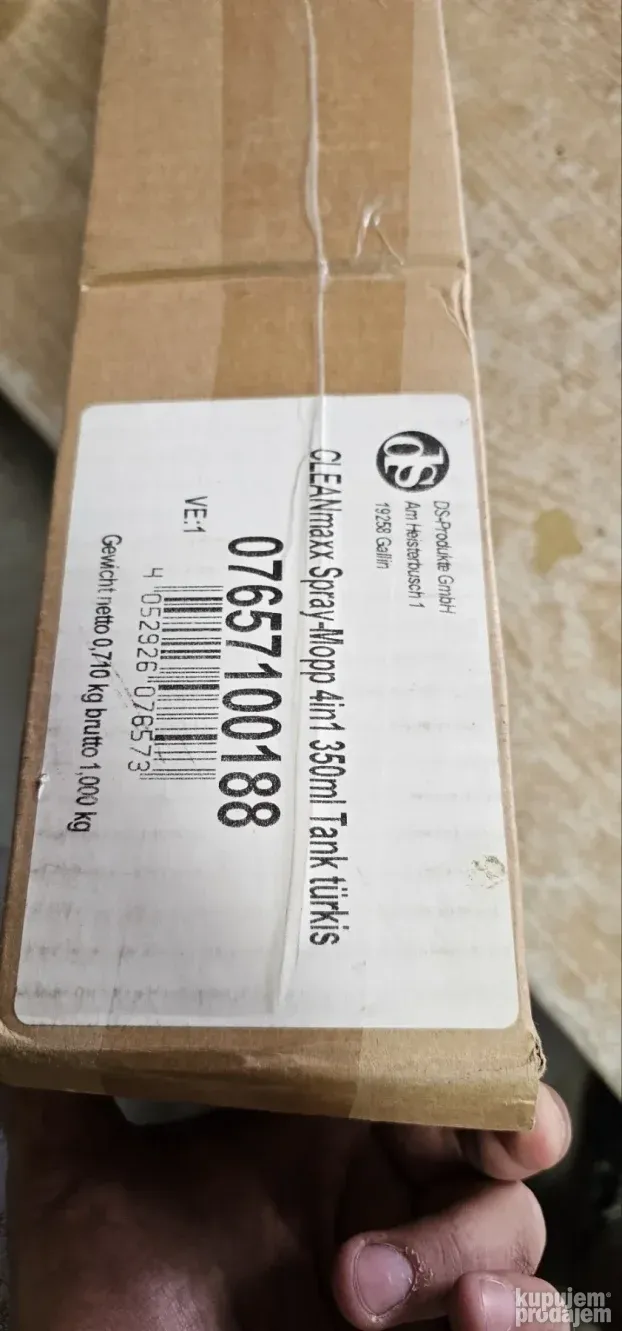 ds
DS-Produkte GmbH
Am Heisterbusch 1
19258 Gallin
CLEANmaxx Spray-Mopp 4in1 350ml Tank türkis
07657100188
VE:1
4 052926 076573
Gewicht netto 0,710 kg brutto 1,000 kg
kupujem
prodajem